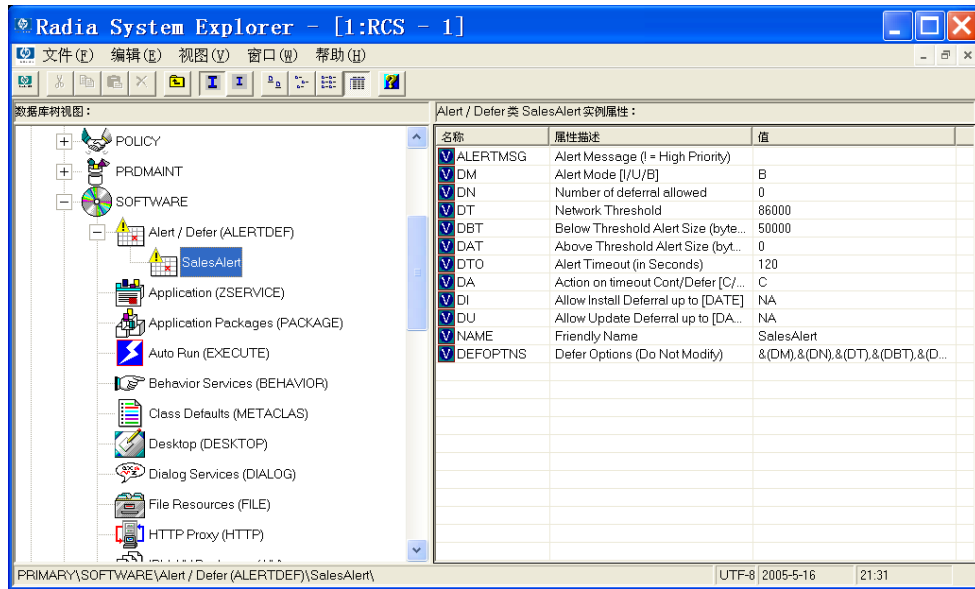 Radia System Explorer - [1:RCS - 1]
文件(F) 编辑(E) 视图(V) 窗口(W) 帮助(H)
数据库树视图：
Alert / Defer 类 SalesAlert 实例属性：
POLICY
PRDMAINT
SOFTWARE
Alert / Defer (ALERTDEF)
SalesAlert
Application (ZSERVICE)
Application Packages (PACKAGE)
Auto Run (EXECUTE)
Behavior Services (BEHAVIOR)
Class Defaults (METACLAS)
Desktop (DESKTOP)
Dialog Services (DIALOG)
File Resources (FILE)
HTTP Proxy (HTTP)
名称 属性描述 值
ALERTMSG Alert Message (! = High Priority)
DM Alert Mode [I/U/B] B
DN Number of deferral allowed 0
DT Network Threshold 86000
DBT Below Threshold Alert Size (byte... 50000
DAT Above Threshold Alert Size (byt... 0
DTO Alert Timeout (in Seconds) 120
DA Action on timeout Cont/Defer [C/... C
DI Allow Install Deferral up to [DATE] NA
DU Allow Update Deferral up to [DA... NA
NAME Friendly Name SalesAlert
DEFOPTNS Defer Options (Do Not Modify) &(DM),&(DN),&(DT),&(DBT),&(D...
PRIMARY\SOFTWARE\Alert / Defer (ALERTDEF)\SalesAlert\
UTF-8 2005-5-16 21:31